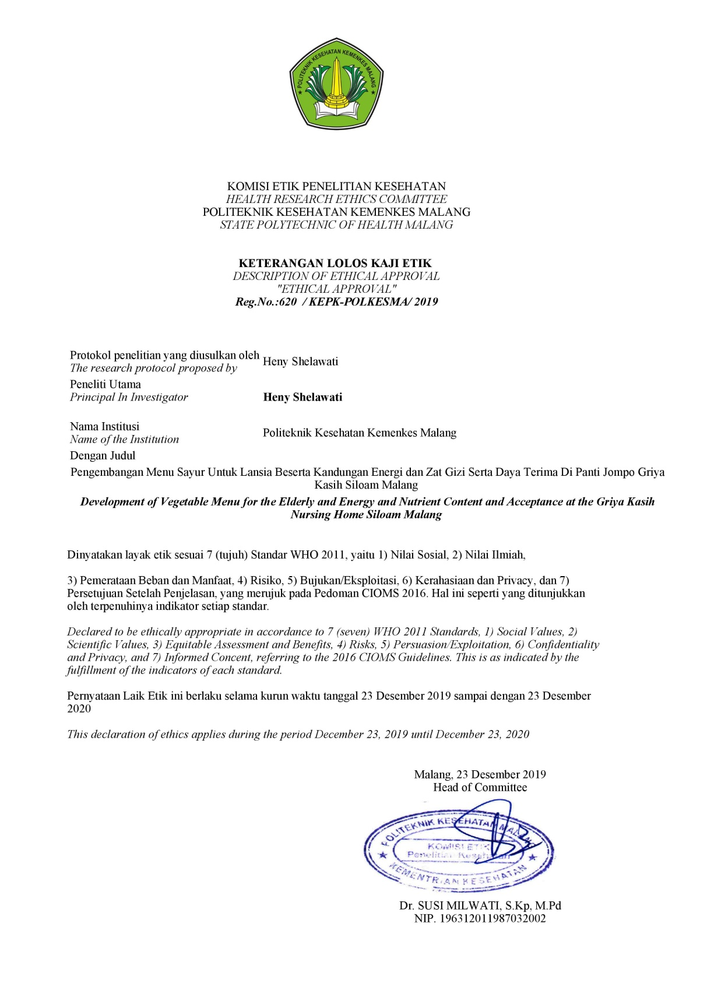 POLITEKNIK KESEHATAN KEMENKES MALANG
KOMISI ETIK PENELITIAN KESEHATAN
HEALTH RESEARCH ETHICS COMMITTEE
POLITEKNIK KESEHATAN KEMENKES MALANG
STATE POLYTECHNIC OF HEALTH MALANG
KETERANGAN LOLOS KAJI ETIK
DESCRIPTION OF ETHICAL APPROVAL
"ETHICAL APPROVAL"
Reg.No.:620 / KEPK-POLKESMA/ 2019
Protokol penelitian yang diusulkan oleh
The research protocol proposed by
Heny Shelawati
Peneliti Utama
Principal In Investigator
Heny Shelawati
Nama Institusi
Name of the Institution
Politeknik Kesehatan Kemenkes Malang
Dengan Judul
Pengembangan Menu Sayur Untuk Lansia Beserta Kandungan Energi dan Zat Gizi Serta Daya Terima Di Panti Jompo Griya
Kasih Siloam Malang
Development of Vegetable Menu for the Elderly and Energy and Nutrient Content and Acceptance at the Griya Kasih
Nursing Home Siloam Malang
Dinyatakan layak etik sesuai 7 (tujuh) Standar WHO 2011, yaitu 1) Nilai Sosial, 2) Nilai Ilmiah,
3) Pemerataan Beban dan Manfaat, 4) Risiko, 5) Bujukan/Eksploitasi, 6) Kerahasiaan dan Privacy, dan 7)
Persetujuan Setelah Penjelasan, yang merujuk pada Pedoman CIOMS 2016. Hal ini seperti yang ditunjukkan
oleh terpenuhinya indikator setiap standar.
Declared to be ethically appropriate in accordance to 7 (seven) WHO 2011 Standards, 1) Social Values, 2)
Scientific Values, 3) Equitable Assessment and Benefits, 4) Risks, 5) Persuasion/Exploitation, 6) Confidentiality
and Privacy, and 7) Informed Concent, referring to the 2016 CIOMS Guidelines. This is as indicated by the
fulfillment of the indicators of each standard.
Pernyataan Laik Etik ini berlaku selama kurun waktu tanggal 23 Desember 2019 sampai dengan 23 Desember
2020
This declaration of ethics applies during the period December 23, 2019 until December 23, 2020
Malang, 23 Desember 2019
Head of Committee
POLITEKNIK KESEHATAN MALANG
KOMISI ETIK
Penelitian Kesehatan
KEMENTRIAN KESEHATAN
Dr. SUSI MILWATI, S.Kp, M.Pd
NIP. 196312011987032002